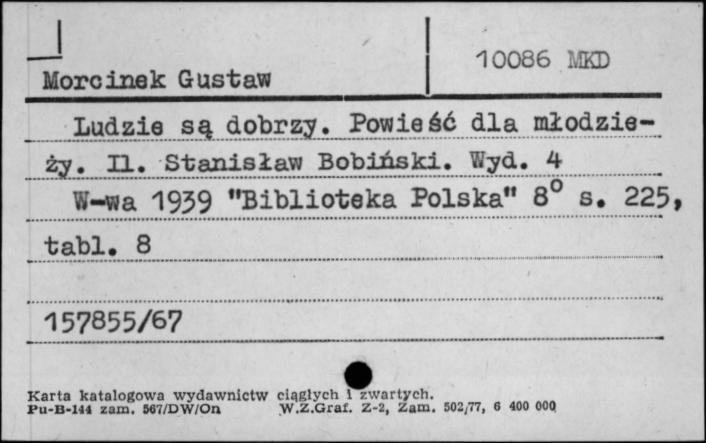 10086 MKD
Morcinek Gustaw
Ludzie są dobrzy. Powieść dla młodzie-
ży. Il. Stanisław Bobiński. Wyd. 4
W-wa 1939 "Biblioteka Polska" 8° s. 225,
tabl. 8
157855/67
Karta katalogowa wydawnictw ciągłych i zwartych.
Pu-B-144 zam. 567/DW/On W.Z.Graf. Z-2, Zam. 502/77, 6 400 000